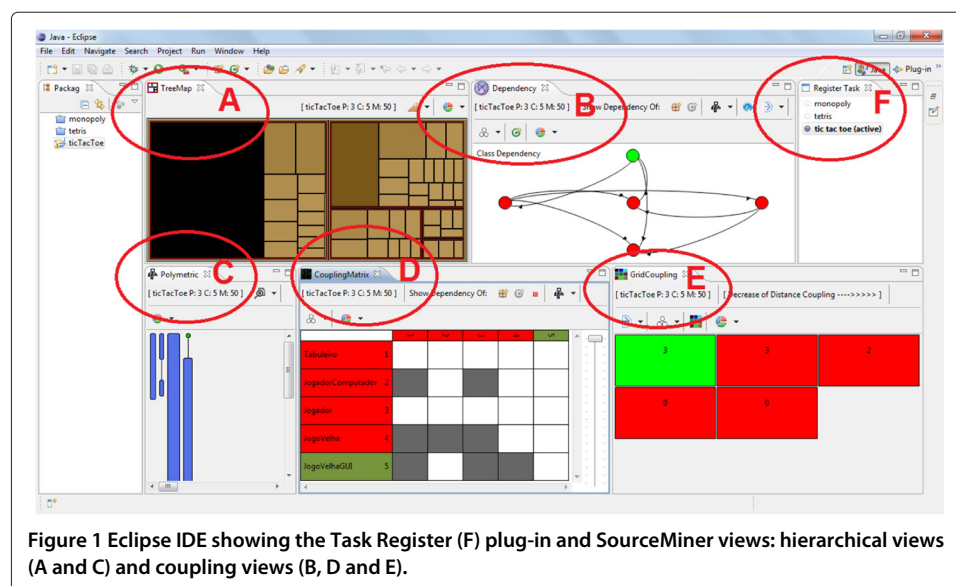 Java - Eclipse
File Edit Navigate Search Project Run Window Help
Java Plug-in
Packag
monopoly
tetris
ticTacToe
TreeMap
A
[ ticTacToe P: 3 C: 5 M: 50 ]
Dependency
B
[ ticTacToe P: 3 C: 5 M: 50 ] Show Dependency Of:
Class Dependency
Register Task
F
monopoly
tetris
tic tac toe (active)
Polymetric
C
[ ticTacToe P: 3 C: 5 M: 50 ]
CouplingMatrix
D
[ ticTacToe P: 3 C: 5 M: 50 ] Show Dependency Of:
1 2 3 4 5
Tabuleiro 1
JogadorComputador 2
Jogador 3
JogoVelha 4
JogoVelhaGUI 5
GridCoupling
E
[ ticTacToe P: 3 C: 5 M: 50 ] [ Decrease of Distance Coupling ---->>>>> ]
3 3 2
0 0
Figure 1 Eclipse IDE showing the Task Register (F) plug-in and SourceMiner views: hierarchical views
(A and C) and coupling views (B, D and E).